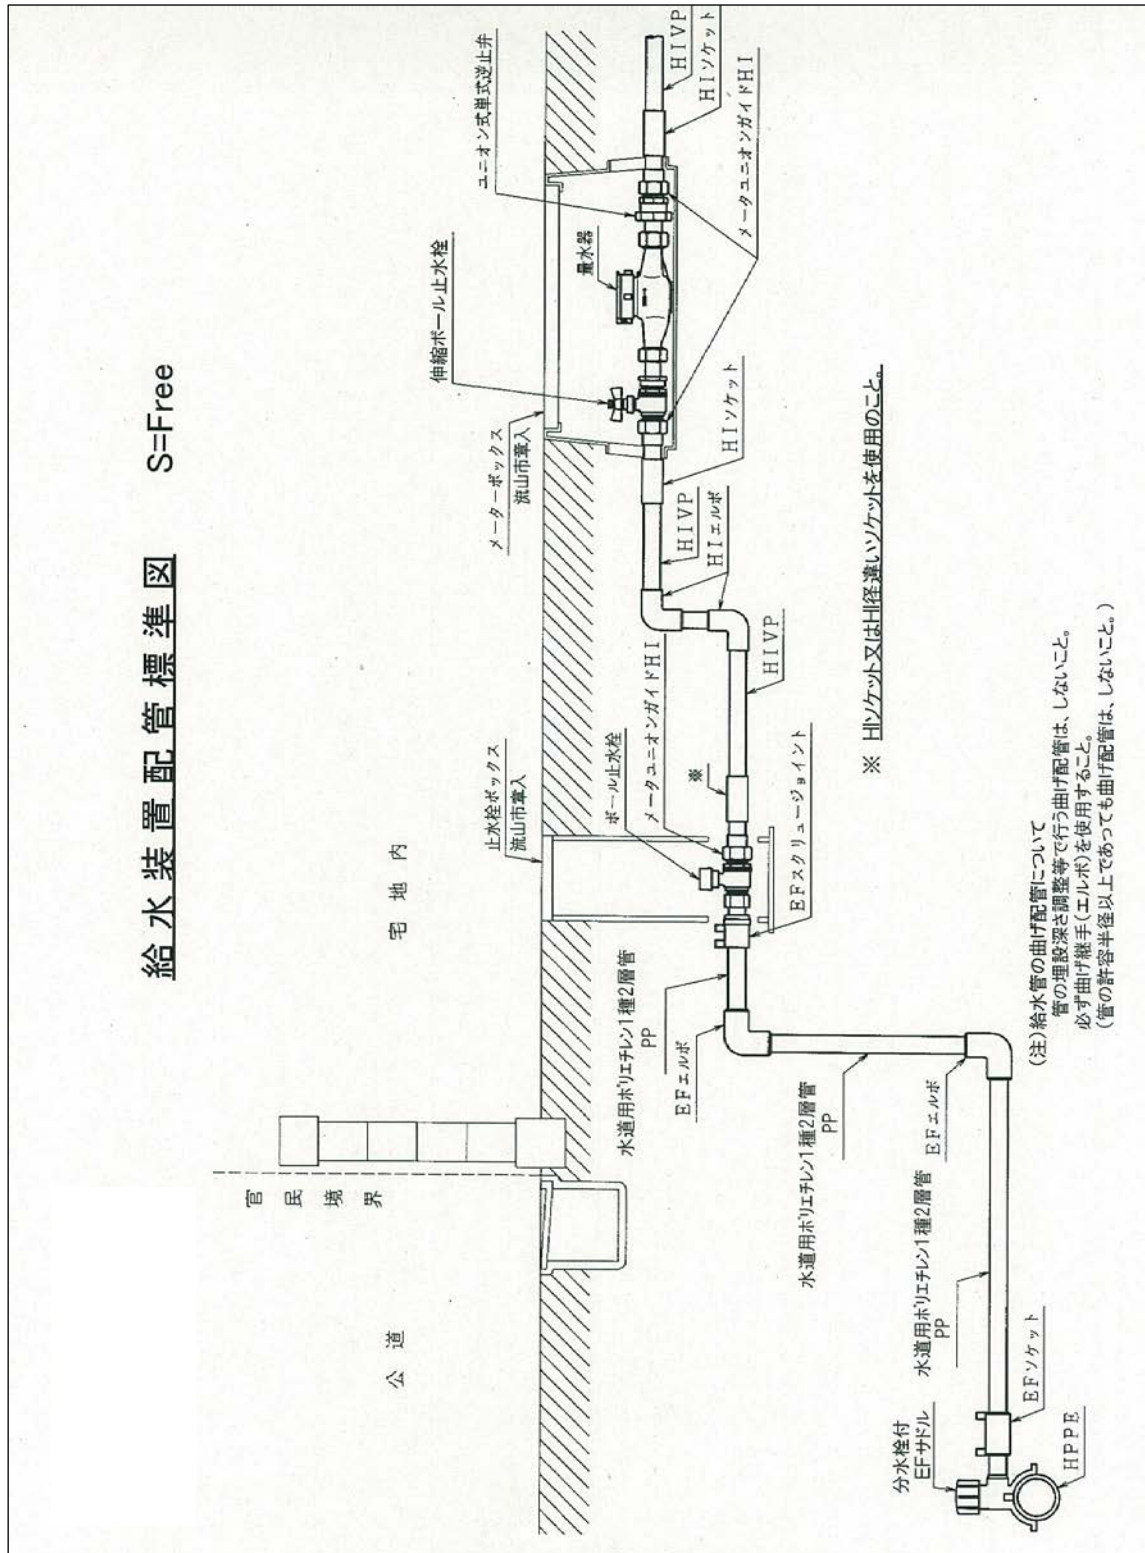 給水装置配管標準図 S=Free
公道
官民境界
宅地内
止水栓ボックス
流山市章入
メーターボックス
流山市章入
伸縮ボール止水栓
ユニオン式単式逆止弁
量水器
HIVP
HIソケット
メータユニオンガイドHI
ボール止水栓
メータユニオンガイドHI
※
HIVP
HIエルボ
HIソケット
HIVP
EFスクリュージョイント
水道用ポリエチレン1種2層管
PP
EFエルボ
水道用ポリエチレン1種2層管
PP
EFエルボ
水道用ポリエチレン1種2層管
PP
分水栓付
EFサドル
EFソケット
HPPE
※ HIソケット又はHI径違いソケットを使用のこと。
(注)給水管の曲げ配管について
管の埋設深さ調整等で行う曲げ配管は、しないこと。
必ず曲げ継手(エルボ)を使用すること。
(管の許容半径以上であっても曲げ配管は、しないこと。)